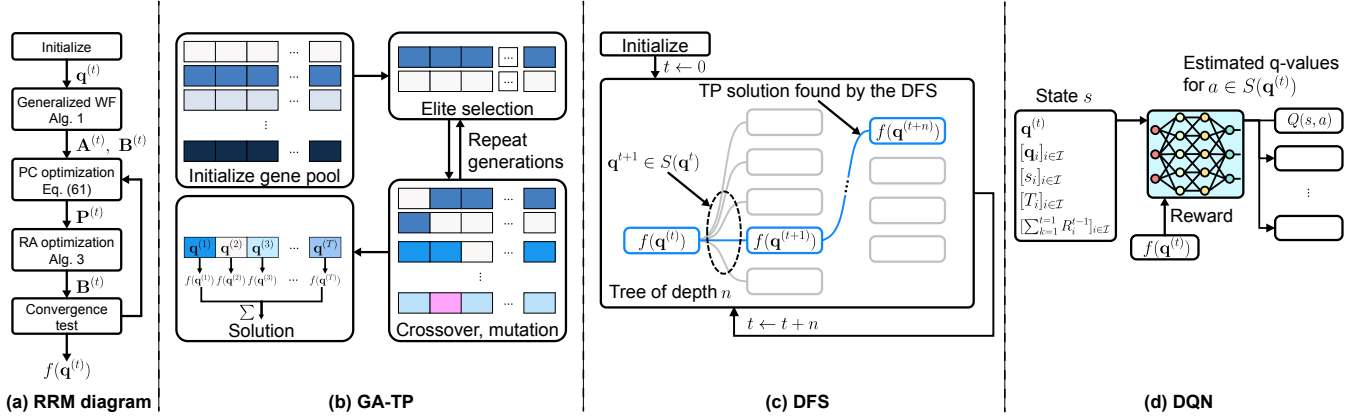 Initialize
q^(t)
Generalized WF
Alg. 1
A^(t), B^(t)
PC optimization
Eq. (61)
P^(t)
RA optimization
Alg. 3
B^(t)
Convergence
test
f(q^(t))
(a) RRM diagram
...
...
...
⋮
...
Initialize gene pool
...
...
Elite selection
Repeat
generations
...
...
...
⋮
...
Crossover, mutation
q^(1) q^(2) q^(3) ... q^(T)
f(q^(1)) f(q^(2)) f(q^(3)) ... f(q^(T))
∑
Solution
(b) GA-TP
Initialize
t ← 0
TP solution found by the DFS
f(q^(t+n))
q^{t+1} ∈ S(q^t)
f(q^(t))
f(q^(t+1))
Tree of depth n
t ← t + n
(c) DFS
State s
q^(t)
[q_i]_{i∈I}
[s_i]_{i∈I}
[T_i]_{i∈I}
[∑_{k=1}^{t=1} R_i^{t-1}]_{i∈I}
Reward
f(q^(t))
Estimated q-values
for a ∈ S(q^(t))
Q(s, a)
⋮
(d) DQN